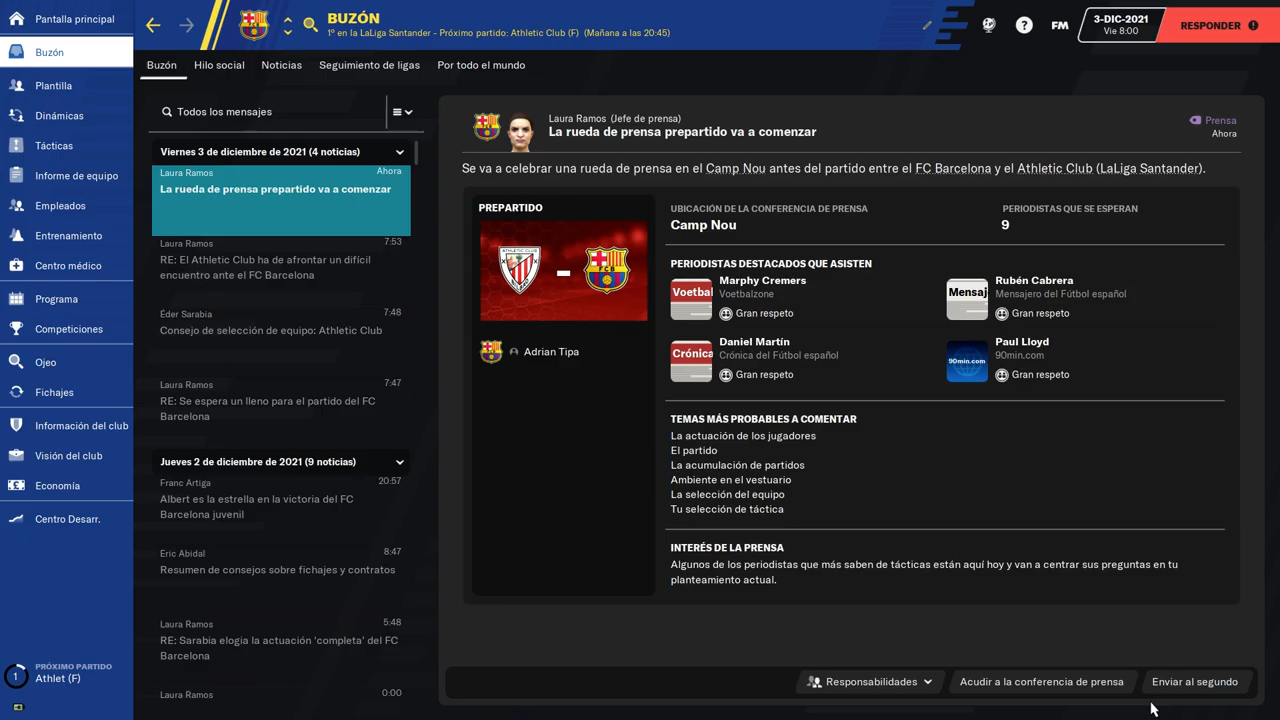 Pantalla principal
Buzón
Plantilla
Dinámicas
Tácticas
Informe de equipo
Empleados
Entrenamiento
Centro médico
Programa
Competiciones
Ojeo
Fichajes
Información del club
Visión del club
Economía
Centro Desarr.
1
PRÓXIMO PARTIDO
Athlet (F)
BUZÓN
1º en la LaLiga Santander - Próximo partido: Athletic Club (F) (Mañana a las 20:45)
FM
3-DIC-2021
Vie 8:00
RESPONDER
Buzón
Hilo social
Noticias
Seguimiento de ligas
Por todo el mundo
Todos los mensajes
Viernes 3 de diciembre de 2021 (4 noticias)
Laura Ramos
Ahora
La rueda de prensa prepartido va a comenzar
Laura Ramos
7:53
RE: El Athletic Club ha de afrontar un difícil
encuentro ante el FC Barcelona
Éder Sarabia
7:48
Consejo de selección de equipo: Athletic Club
Laura Ramos
7:47
RE: Se espera un lleno para el partido del FC
Barcelona
Jueves 2 de diciembre de 2021 (9 noticias)
Franc Artiga
20:57
Albert es la estrella en la victoria del FC
Barcelona juvenil
Eric Abidal
8:47
Resumen de consejos sobre fichajes y contratos
Laura Ramos
5:48
RE: Sarabia elogia la actuación 'completa' del FC
Barcelona
Laura Ramos
0:00
Laura Ramos (Jefe de prensa)
La rueda de prensa prepartido va a comenzar
Prensa
Ahora
Se va a celebrar una rueda de prensa en el Camp Nou antes del partido entre el FC Barcelona y el Athletic Club (LaLiga Santander).
PREPARTIDO
ATHLETIC CLUB
FCB
Adrian Tipa
UBICACIÓN DE LA CONFERENCIA DE PRENSA
Camp Nou
PERIODISTAS QUE SE ESPERAN
9
PERIODISTAS DESTACADOS QUE ASISTEN
Voetbal
Marphy Cremers
Voetbalzone
Gran respeto
Mensaj
Rubén Cabrera
Mensajero del Fútbol español
Gran respeto
Crónica
Daniel Martín
Crónica del Fútbol español
Gran respeto
90min.com
Paul Lloyd
90min.com
Gran respeto
TEMAS MÁS PROBABLES A COMENTAR
La actuación de los jugadores
El partido
La acumulación de partidos
Ambiente en el vestuario
La selección del equipo
Tu selección de táctica
INTERÉS DE LA PRENSA
Algunos de los periodistas que más saben de tácticas están aquí hoy y van a centrar sus preguntas en tu
planteamiento actual.
Responsabilidades
Acudir a la conferencia de prensa
Enviar al segundo